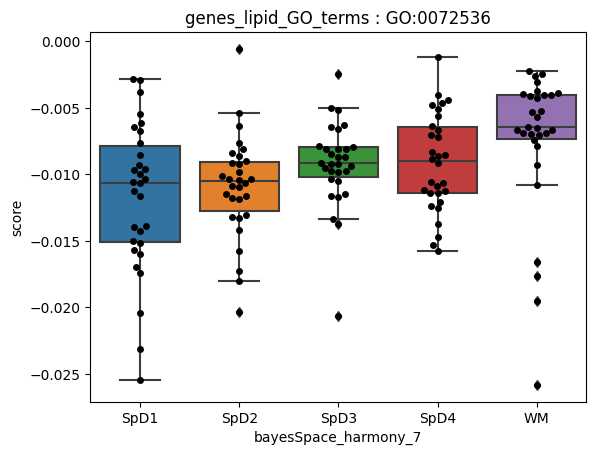 genes_lipid_GO_terms : GO:0072536
0.000
−0.005
−0.010
−0.015
−0.020
−0.025
score
SpD1 SpD2 SpD3 SpD4 WM
bayesSpace_harmony_7